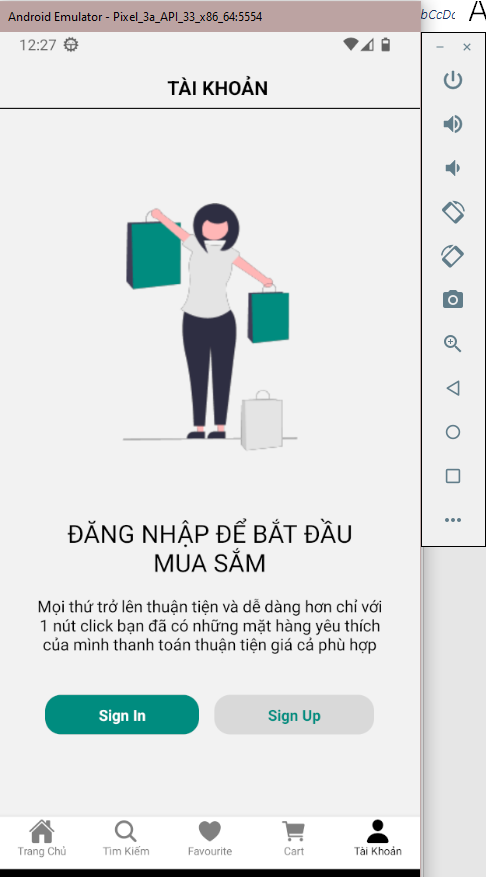 Android Emulator - Pixel_3a_API_33_x86_64:5554
12:27
TÀI KHOẢN
ĐĂNG NHẬP ĐỂ BẮT ĐẦU
MUA SẮM
Mọi thứ trở lên thuận tiện và dễ dàng hơn chỉ với
1 nút click bạn đã có những mặt hàng yêu thích
của mình thanh toán thuận tiện giá cả phù hợp
Sign In
Sign Up
Trang Chủ
Tìm Kiếm
Favourite
Cart
Tài Khoản